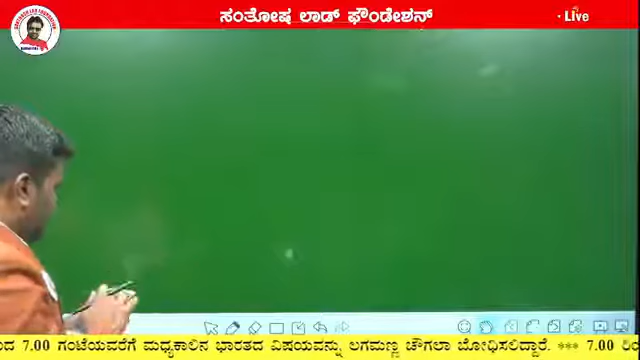 ಸಂತೋಷ ಲಾಡ್ ಫೌಂಡೇಶನ್
Live
7.00 ಗಂಟೆಯವರೆಗೆ ಮಧ್ಯಕಾಲಿನ ಭಾರತದ ವಿಷಯವನ್ನು ಲಗಮಣ್ಣ ಚೌಗಲಾ ಬೋಧಿಸಲಿದ್ದಾರೆ. *** 7.00